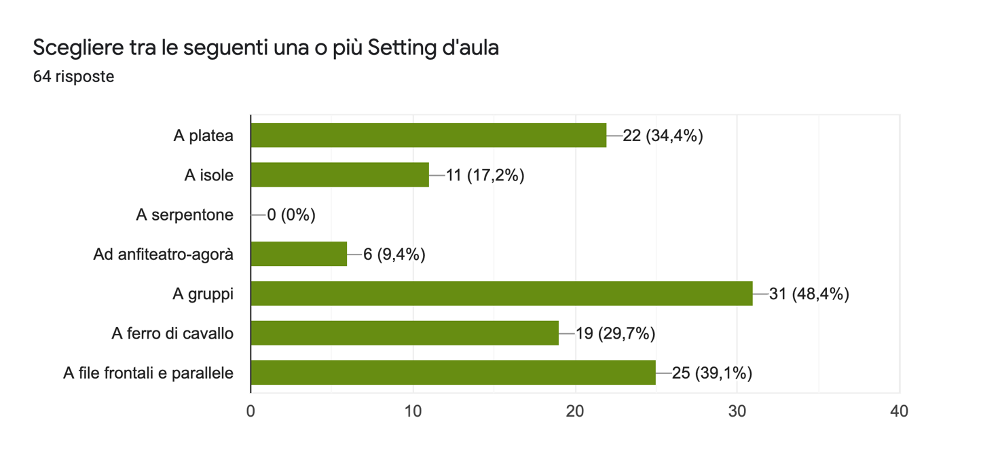 Scegliere tra le seguenti una o più Setting d'aula
64 risposte
A platea 22 (34,4%)
A isole 11 (17,2%)
A serpentone 0 (0%)
Ad anfiteatro-agorà 6 (9,4%)
A gruppi 31 (48,4%)
A ferro di cavallo 19 (29,7%)
A file frontali e parallele 25 (39,1%)
0 10 20 30 40